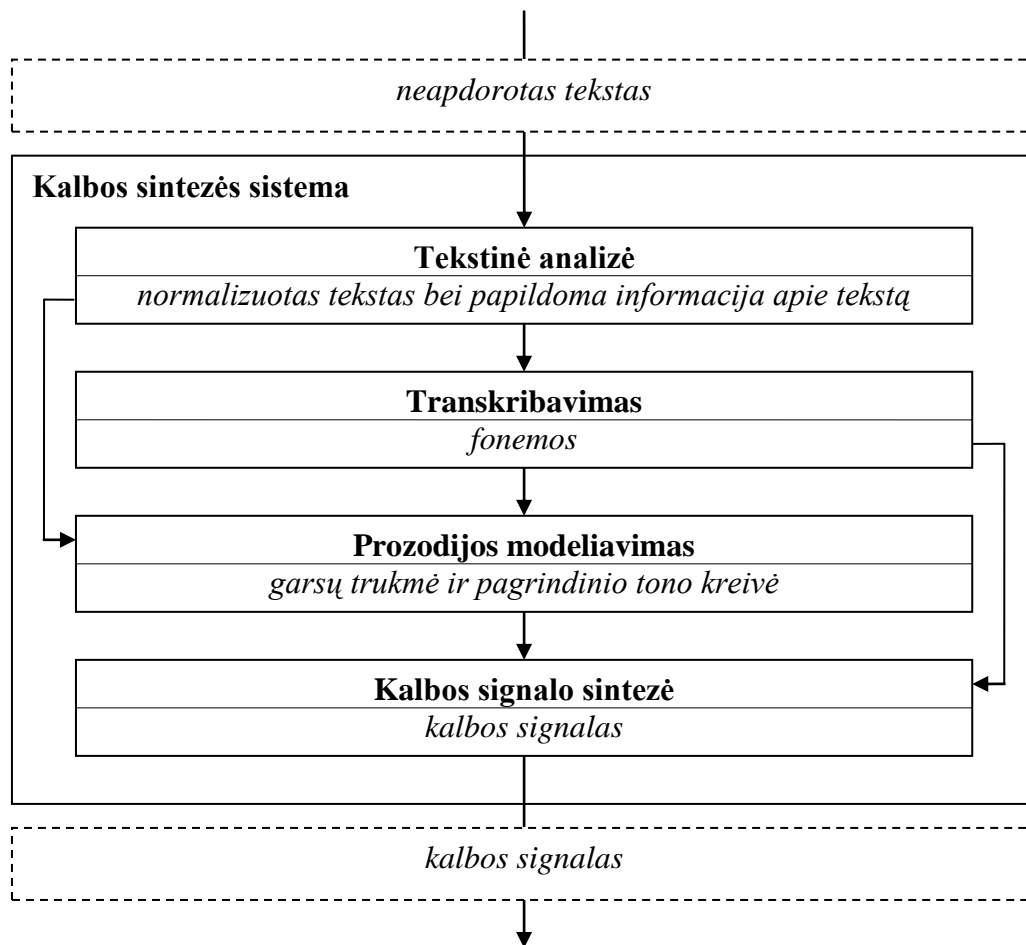 neapdorotas tekstas
Kalbos sintezės sistema
Tekstinė analizė
normalizuotas tekstas bei papildoma informacija apie tekstą
Transkribavimas
fonemos
Prozodijos modeliavimas
garsų trukmė ir pagrindinio tono kreivė
Kalbos signalo sintezė
kalbos signalas
kalbos signalas